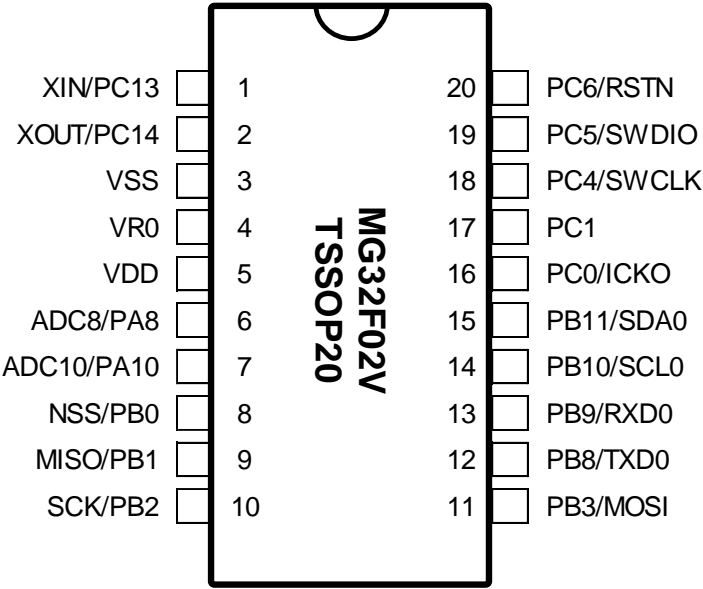 XIN/PC13 1 20 PC6/RSTN
XOUT/PC14 2 19 PC5/SWDIO
VSS 3 18 PC4/SWCLK
VR0 4 17 PC1
VDD 5 16 PC0/ICKO
ADC8/PA8 6 15 PB11/SDA0
ADC10/PA10 7 14 PB10/SCL0
NSS/PB0 8 13 PB9/RXD0
MISO/PB1 9 12 PB8/TXD0
SCK/PB2 10 11 PB3/MOSI
MG32F02V
TSSOP20